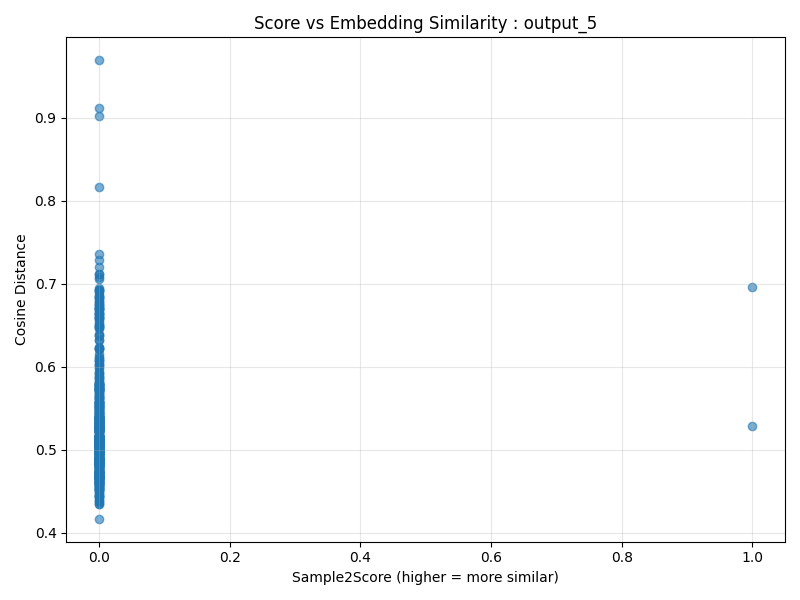 Score vs Embedding Similarity : output_5
0.9
0.8
0.7
0.6
0.5
0.4
Cosine Distance
0.0 0.2 0.4 0.6 0.8 1.0
Sample2Score (higher = more similar)